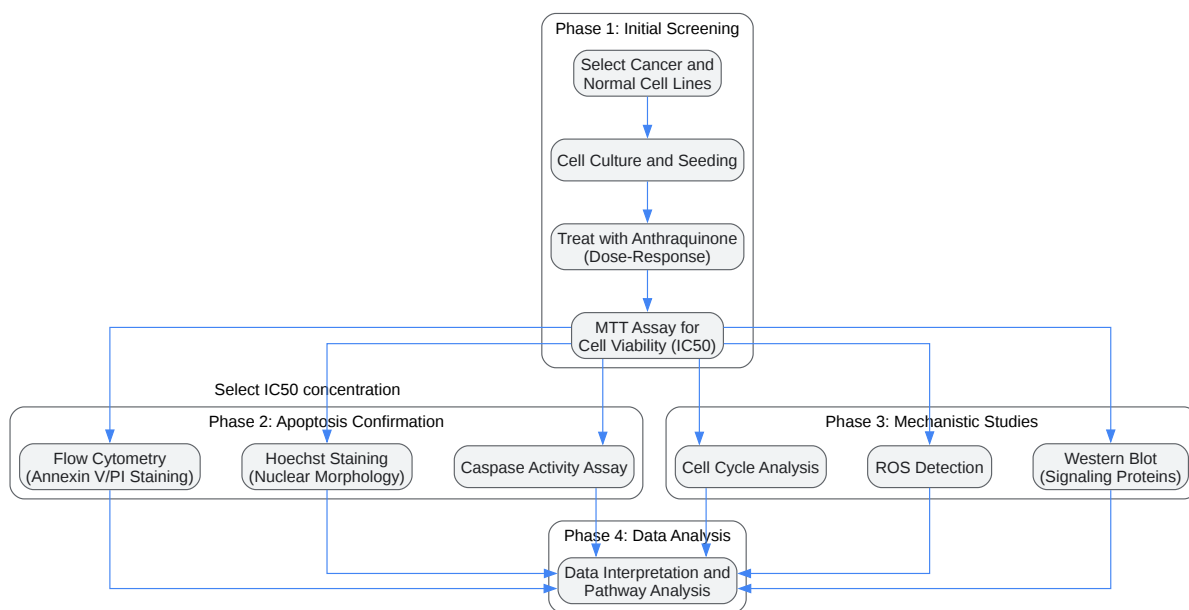 Phase 1: Initial Screening
Select Cancer and
Normal Cell Lines
Cell Culture and Seeding
Treat with Anthraquinone
(Dose-Response)
MTT Assay for
Cell Viability (IC50)
Select IC50 concentration
Phase 2: Apoptosis Confirmation
Flow Cytometry
(Annexin V/PI Staining)
Hoechst Staining
(Nuclear Morphology)
Caspase Activity Assay
Phase 3: Mechanistic Studies
Cell Cycle Analysis
ROS Detection
Western Blot
(Signaling Proteins)
Phase 4: Data Analysis
Data Interpretation and
Pathway Analysis